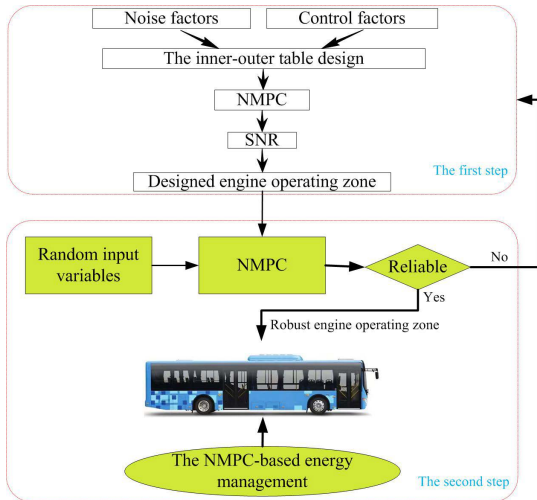 Noise factors
Control factors
The inner-outer table design
NMPC
SNR
Designed engine operating zone
The first step
Random input
variables
NMPC
Reliable
No
Yes
Robust engine operating zone
The NMPC-based energy
management
The second step